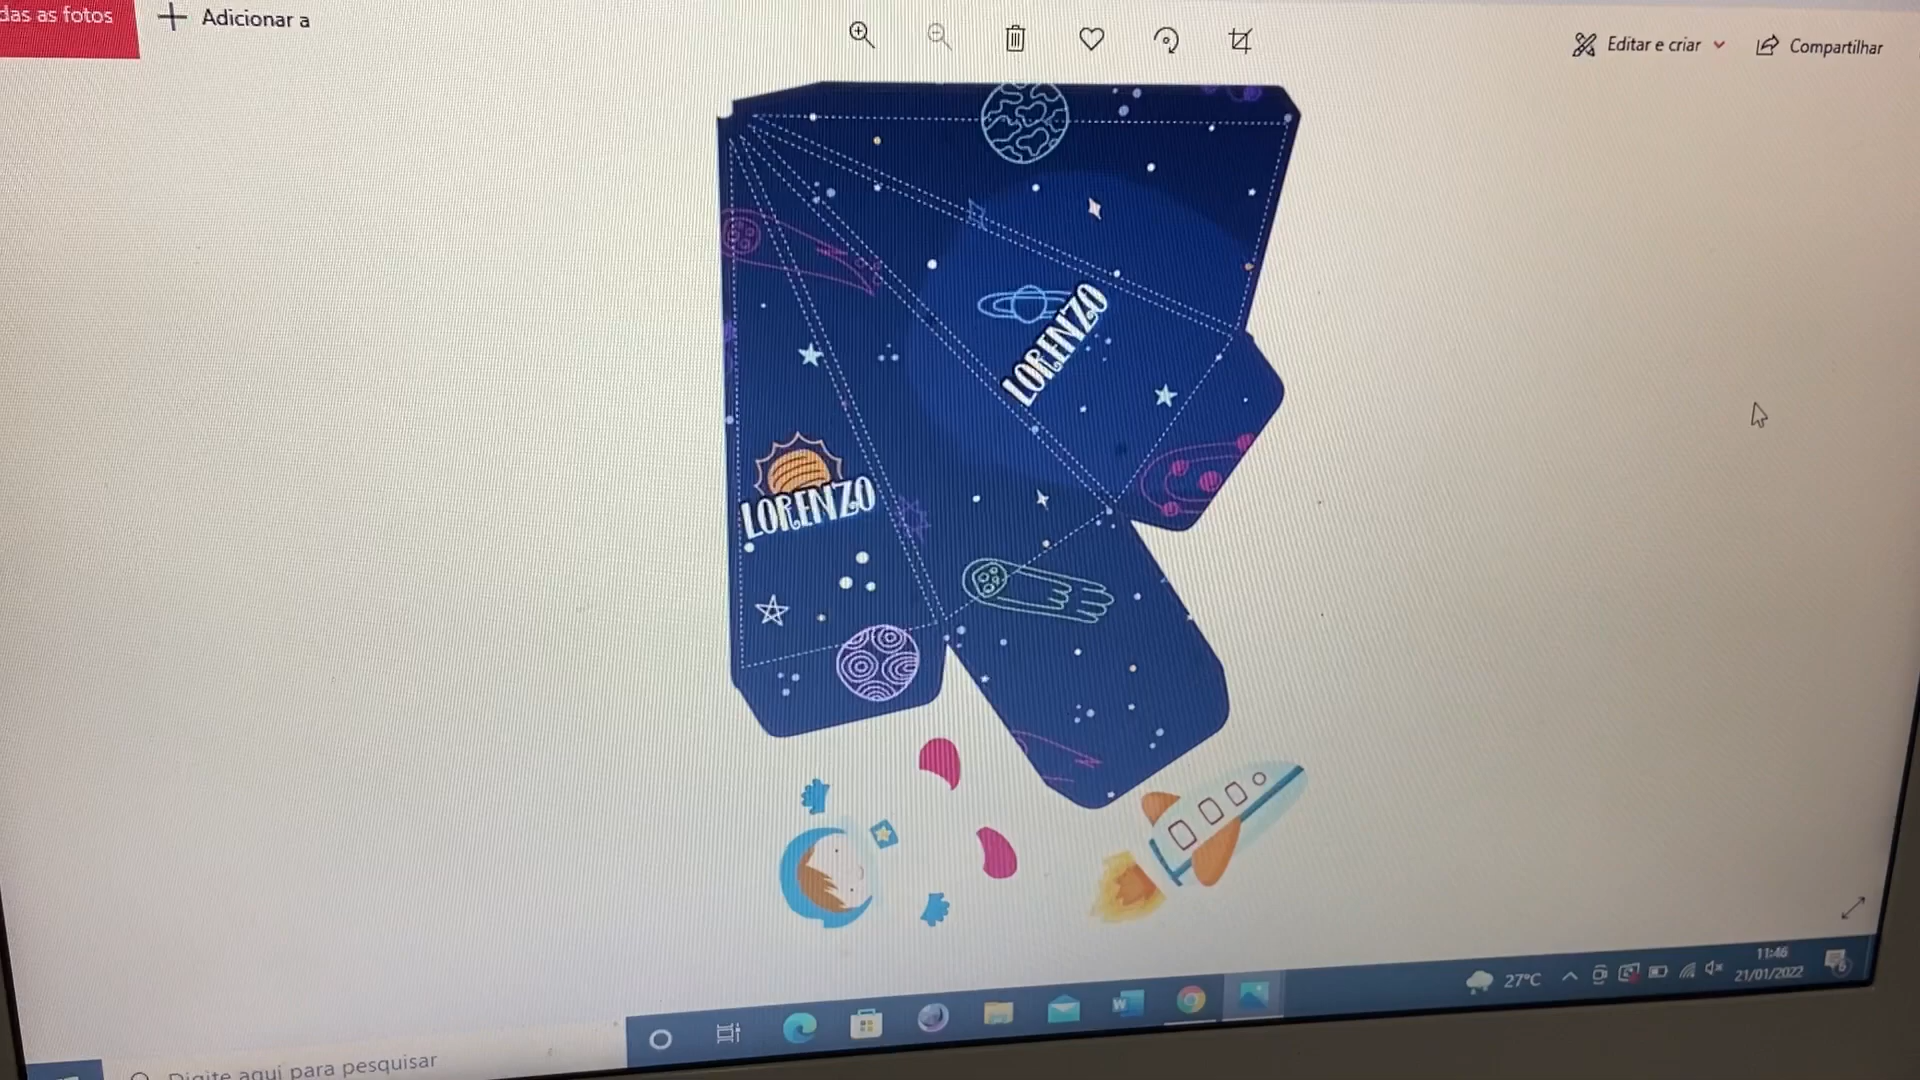 das as fotos
Adicionar a
Editar e criar
Compartilhar
LORENZO
LORENZO
27°C
11:46
21/01/2022
6
W
Digite aqui para pesquisar